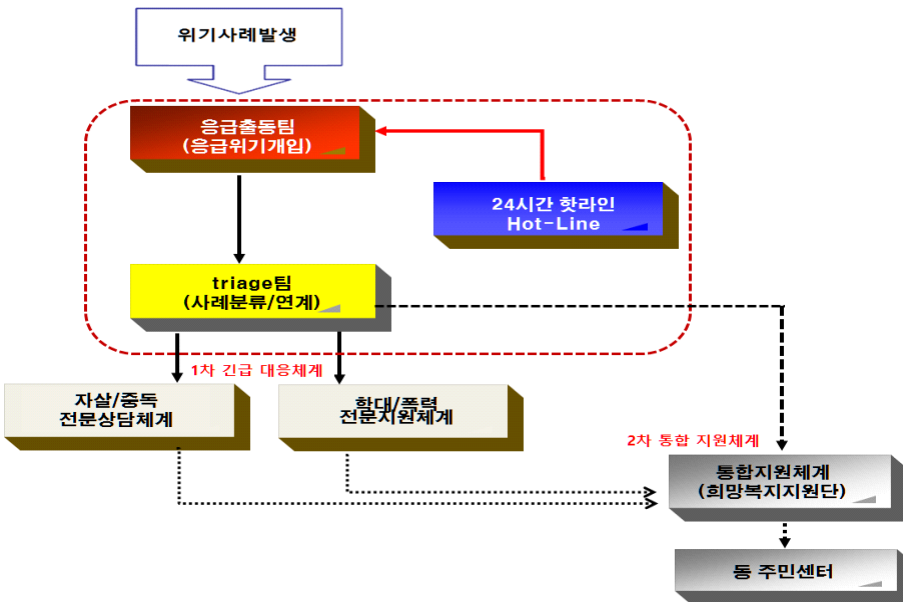 위기사례발생
응급출동팀
(응급위기개입)
24시간 핫라인
Hot-Line
triage팀
(사례분류/연계)
1차 긴급 대응체계
자살/중독
전문상담체계
학대/폭력
전문지원체계
2차 통합 지원체계
통합지원체계
(희망복지지원단)
동 주민센터